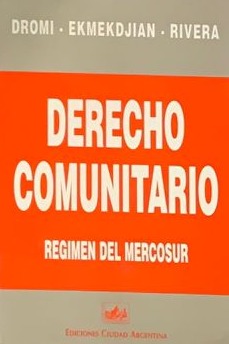 DROMI · EKMEKDJIAN · RIVERA
DERECHO
COMUNITARIO
REGIMEN DEL MERCOSUR
EDICIONES CIUDAD ARGENTINA